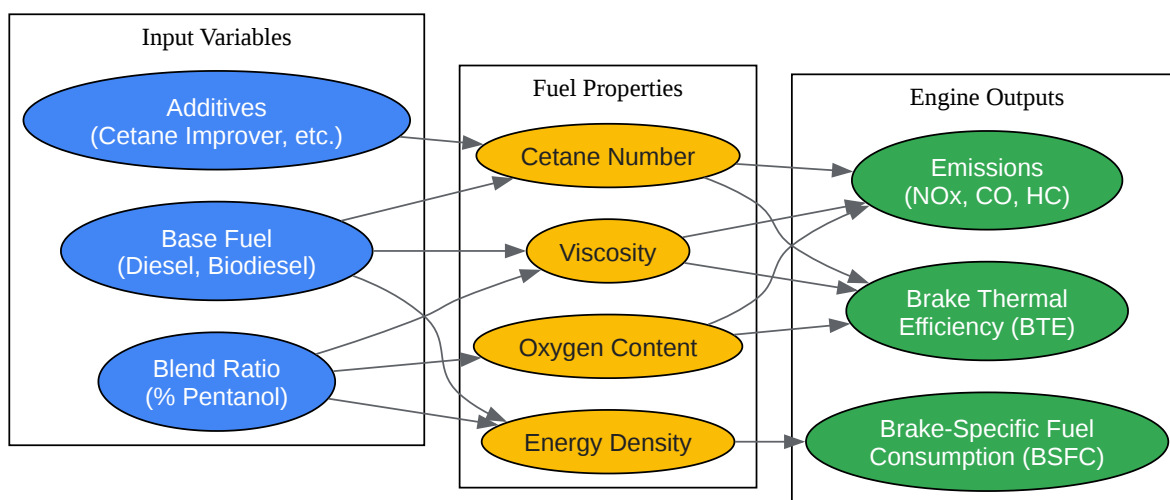 Input Variables
Additives
(Cetane Improver, etc.)
Base Fuel
(Diesel, Biodiesel)
Blend Ratio
(% Pentanol)
Fuel Properties
Cetane Number
Viscosity
Oxygen Content
Energy Density
Engine Outputs
Emissions
(NOx, CO, HC)
Brake Thermal
Efficiency (BTE)
Brake-Specific Fuel
Consumption (BSFC)